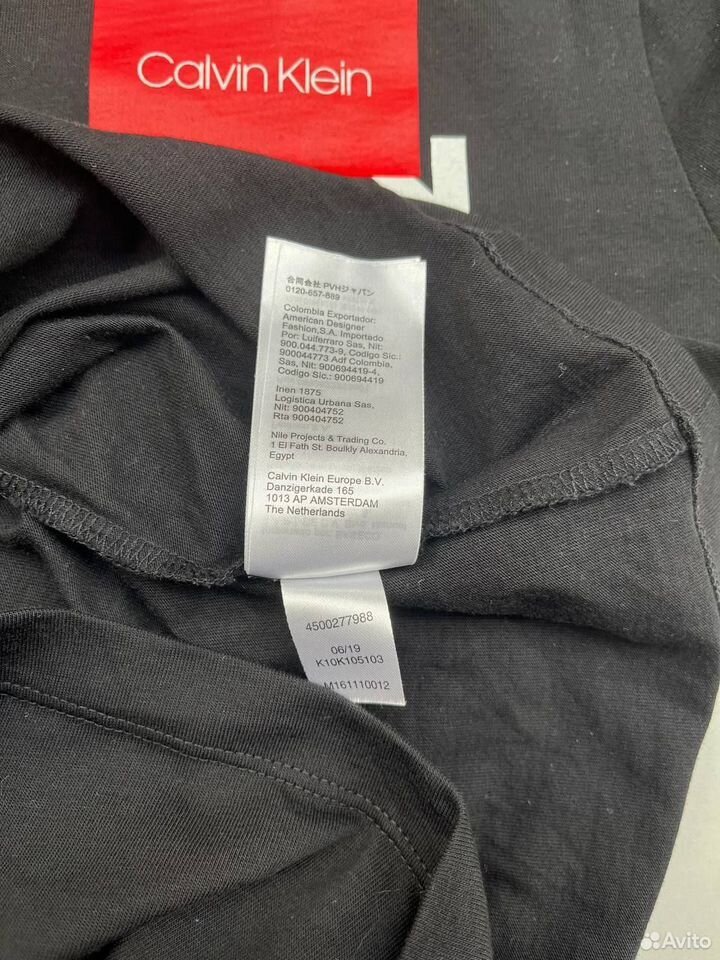 Calvin Klein
合同会社 PVHジャパン
0120-657-889
Colombia Exportador:
American Designer
Fashion,S.A. Importado
Por: Luiferraro Sas, Nit:
900.044.773-9, Codigo Sic.:
900044773 Adf Colombia,
Sas, Nit: 900694419-4,
Codigo Sic.: 900694419
Inen 1875
Logistica Urbana Sas,
Nit: 900404752
Rta 900404752
Nile Projects & Trading Co.
1 El Fath St. Boulkly Alexandria,
Egypt
Calvin Klein Europe B.V.
Danzigerkade 165
1013 AP AMSTERDAM
The Netherlands
4500277988
06/19
K10K105103
M161110012
Avito